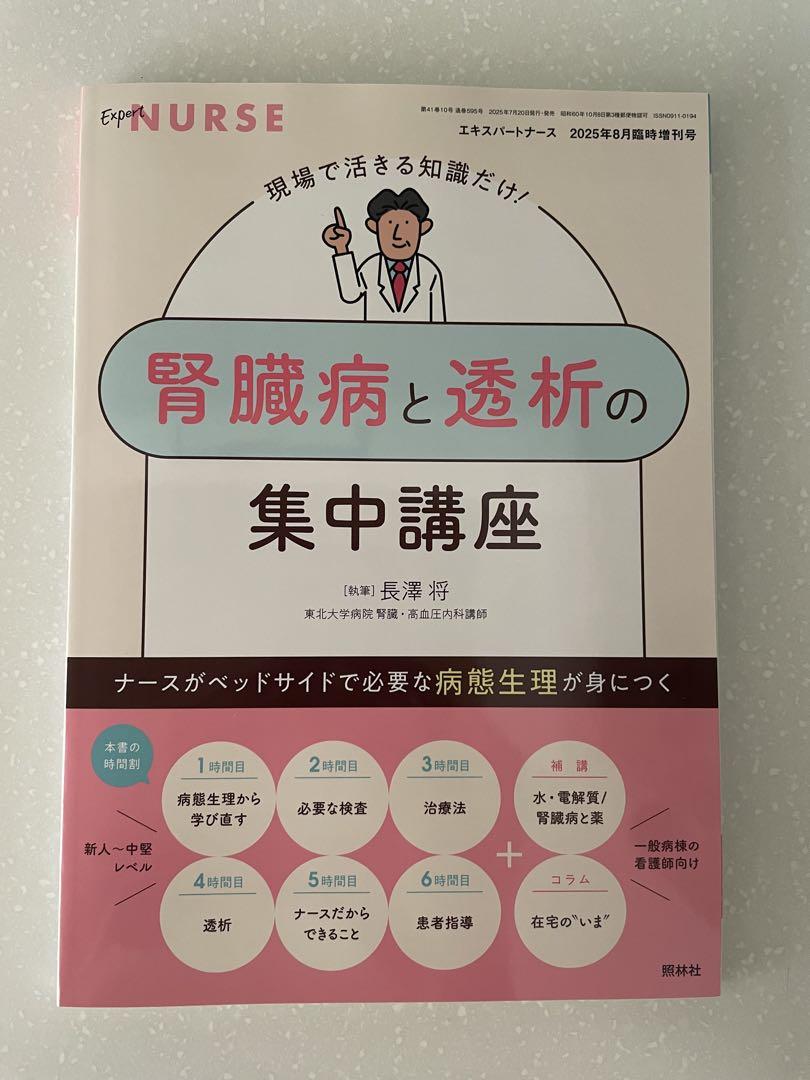 Expert NURSE
第41巻10号 通巻595号 2025年7月20日発行・発売 昭和60年10月8日第3種郵便物認可 ISSN0911-0194
エキスパートナース 2025年8月臨時増刊号
現場で活きる知識だけ!
腎臓病と透析の
集中講座
[執筆] 長澤 将
東北大学病院 腎臓・高血圧内科講師
ナースがベッドサイドで必要な病態生理が身につく
本書の
時間割
新人〜中堅
レベル
1時間目
病態生理から
学び直す
2時間目
必要な検査
3時間目
治療法
4時間目
透析
5時間目
ナースだから
できること
6時間目
患者指導
+
補講
水・電解質/
腎臓病と薬
コラム
在宅の〝いま〟
一般病棟の
看護師向け
照林社